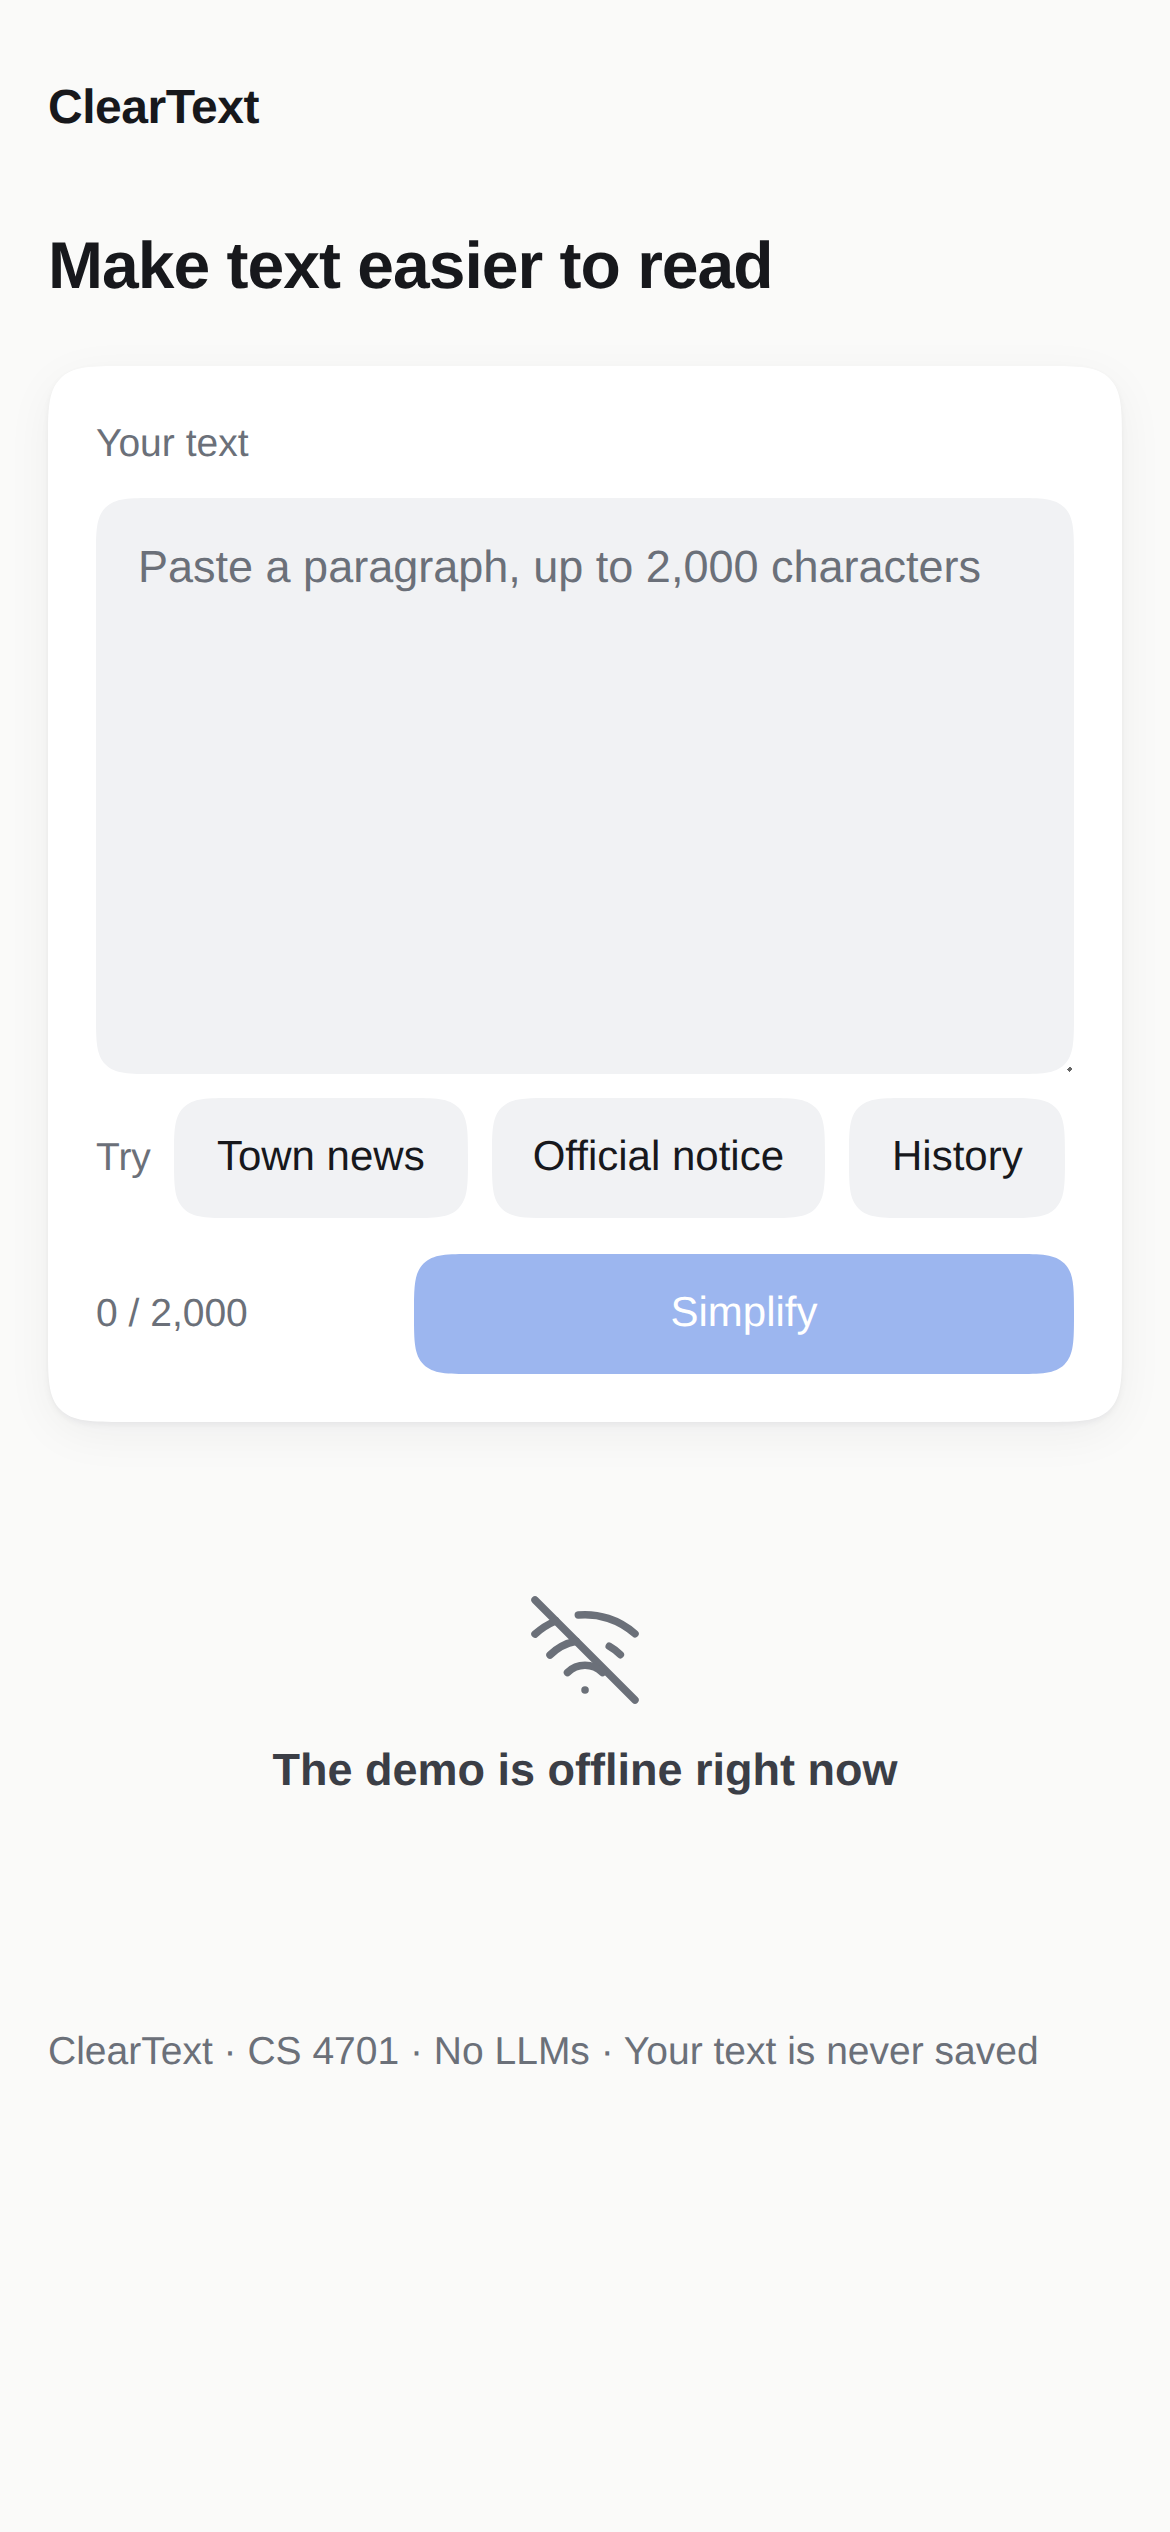 ClearText
Make text easier to read
Your text
Paste a paragraph, up to 2,000 characters
Try Town news Official notice History
0 / 2,000 Simplify
The demo is offline right now
ClearText · CS 4701 · No LLMs · Your text is never saved